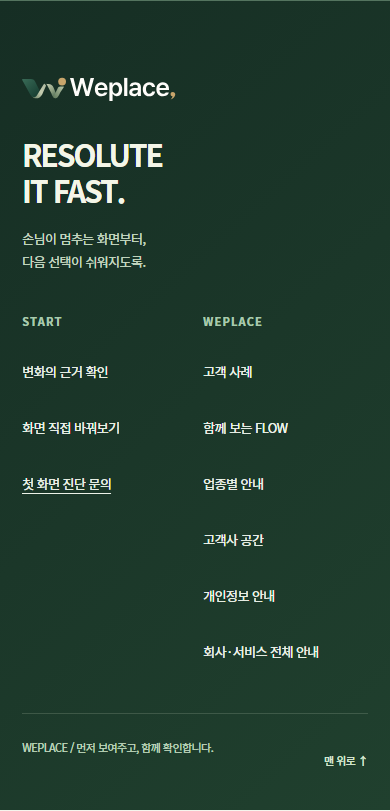 Weplace,
RESOLUTE
IT FAST.
손님이 멈추는 화면부터,
다음 선택이 쉬워지도록.
START
변화의 근거 확인
화면 직접 바꿔보기
첫 화면 진단 문의
WEPLACE
고객 사례
함께 보는 FLOW
업종별 안내
고객사 공간
개인정보 안내
회사·서비스 전체 안내
WEPLACE / 먼저 보여주고, 함께 확인합니다.
맨 위로 ↑